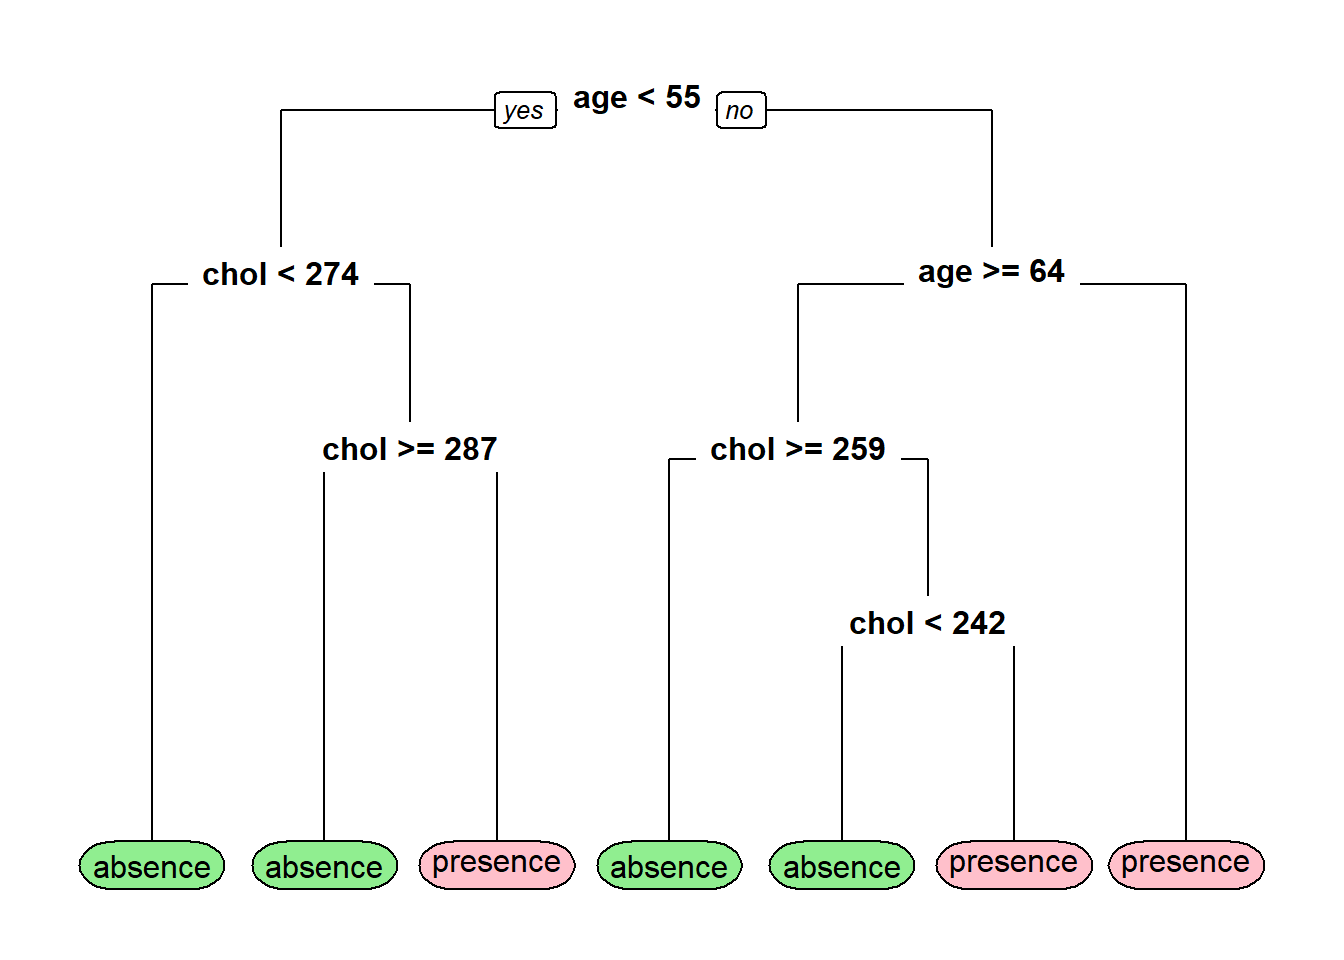 yes age < 55 no
chol < 274 age >= 64
chol >= 287 chol >= 259
chol < 242
absence absence presence absence absence presence presence